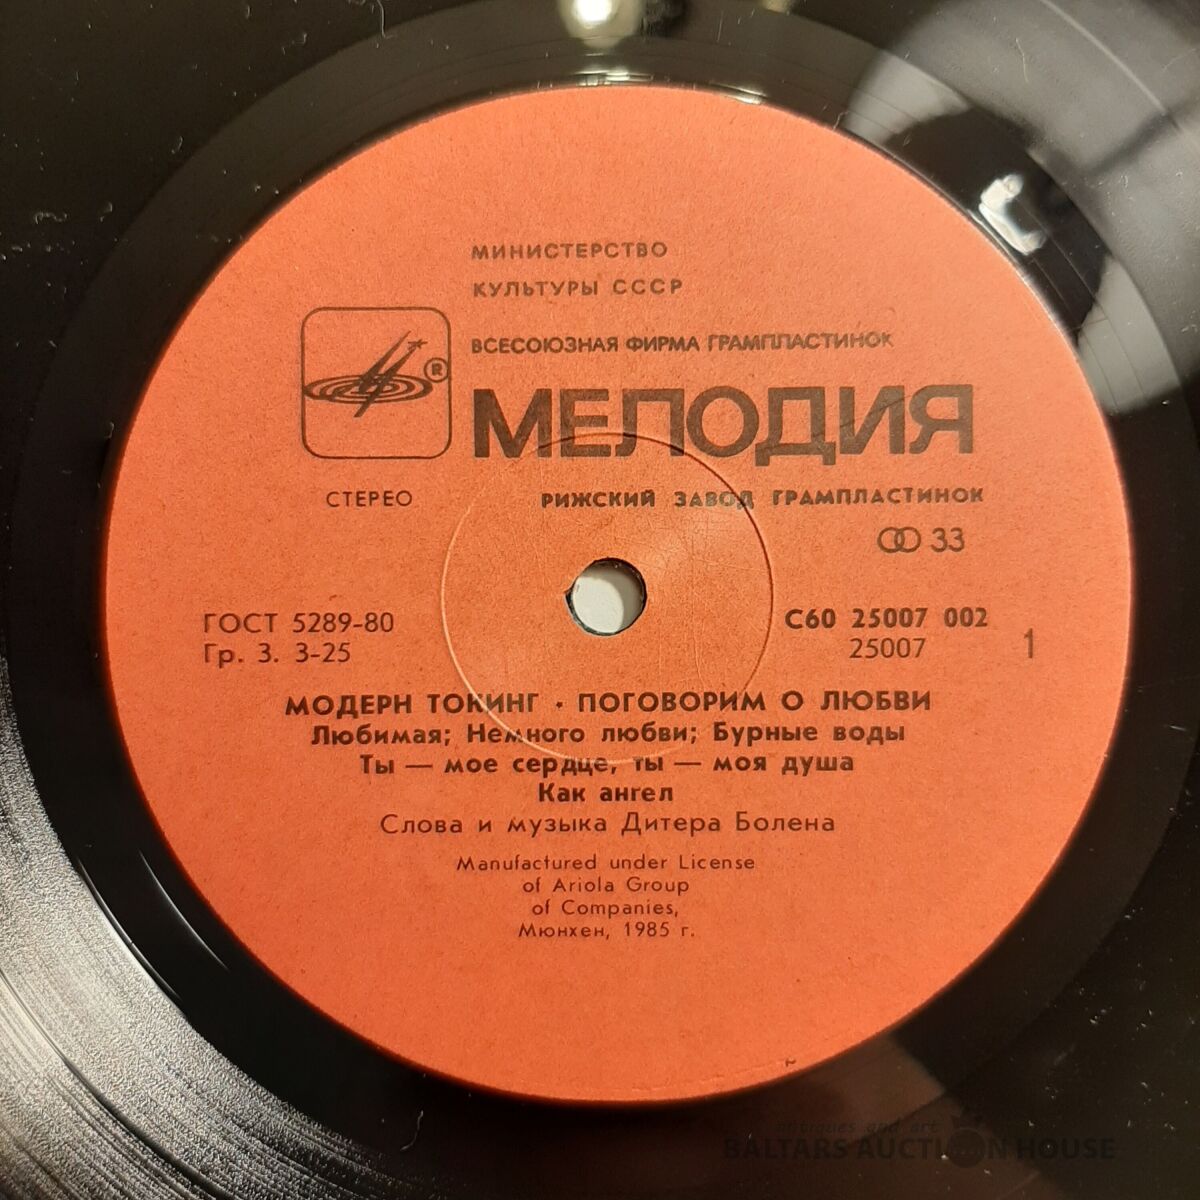 МИНИСТЕРСТВО
КУЛЬТУРЫ СССР
ВСЕСОЮЗНАЯ ФИРМА ГРАМПЛАСТИНОК
®
МЕЛОДИЯ
СТЕРЕО
РИЖСКИЙ ЗАВОД ГРАМПЛАСТИНОК
33
ГОСТ 5289-80
Гр. 3. 3-25
С60 25007 002
25007
1
МОДЕРН ТОКИНГ · ПОГОВОРИМ О ЛЮБВИ
Любимая; Немного любви; Бурные воды
Ты — мое сердце, ты — моя душа
Как ангел
Слова и музыка Дитера Болена
Manufactured under License
of Ariola Group
of Companies,
Мюнхен, 1985 г.
antiques and art
BALTARS AUCTION HOUSE